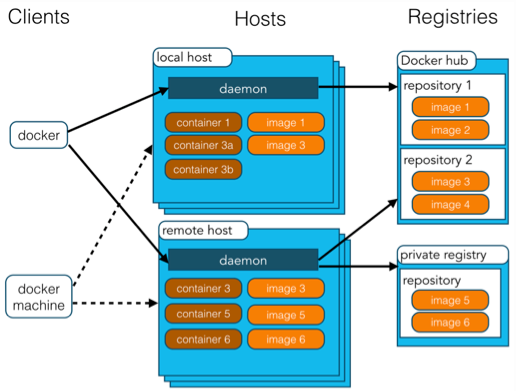 Clients
Hosts
Registries
local host
daemon
container 1
image 1
container 3a
image 3
container 3b
docker
docker
machine
remote host
daemon
container 3
image 3
container 5
image 5
container 6
image 6
Docker hub
repository 1
image 1
image 2
repository 2
image 3
image 4
private registry
repository
image 5
image 6